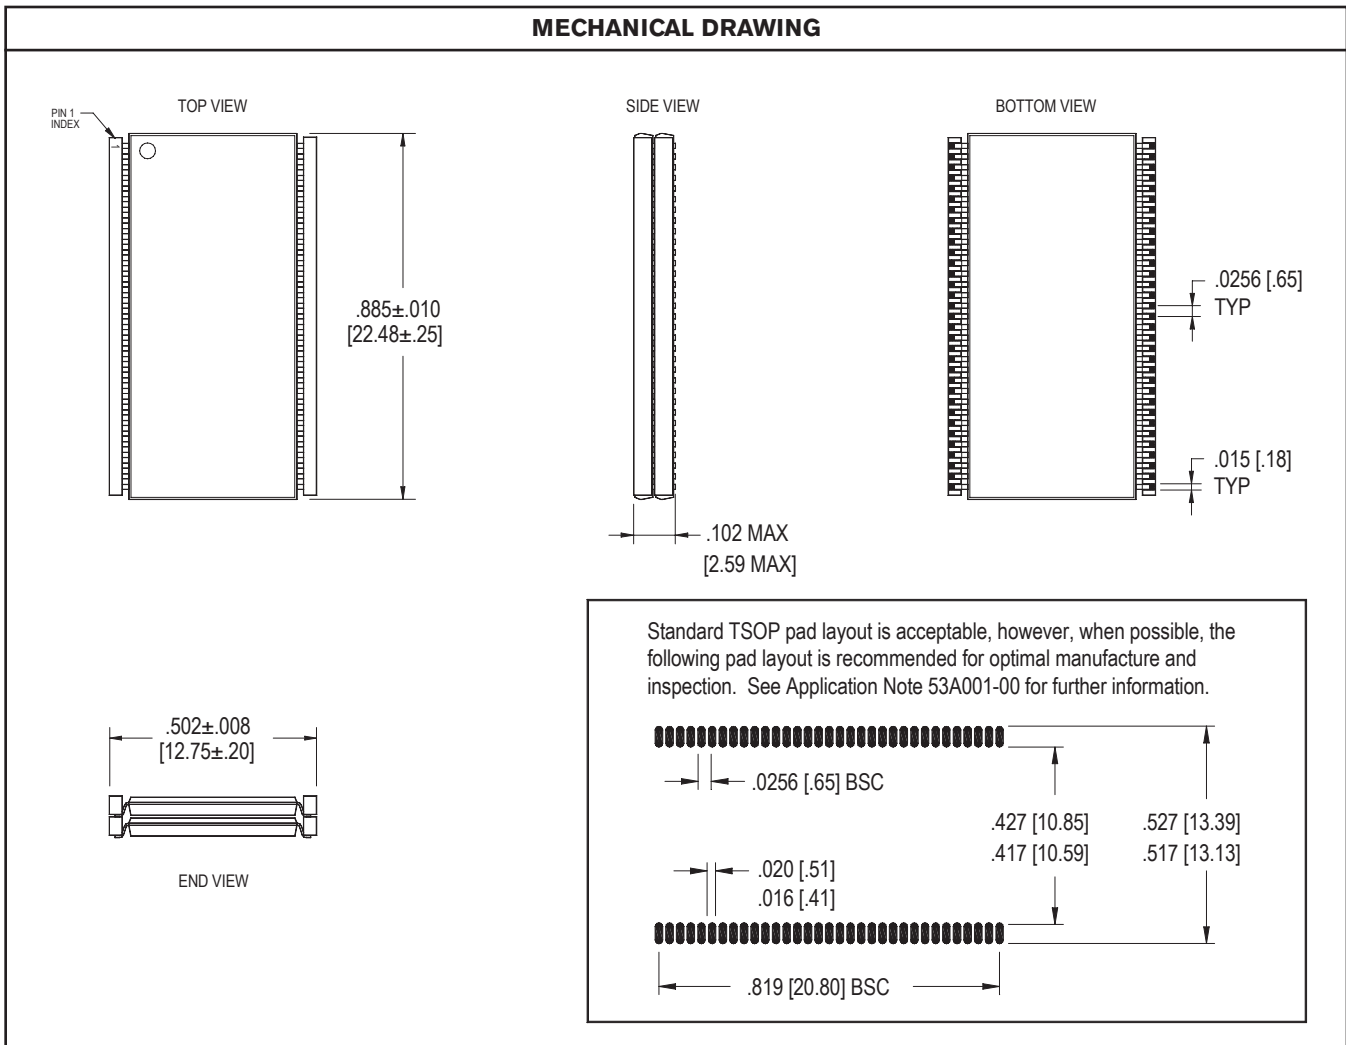 MECHANICAL DRAWING
TOP VIEW
SIDE VIEW
BOTTOM VIEW
PIN 1
INDEX
.885±.010
[22.48±.25]
.0256 [.65]
TYP
.015 [.18]
TYP
.102 MAX
[2.59 MAX]
.502±.008
[12.75±.20]
END VIEW
Standard TSOP pad layout is acceptable, however, when possible, the
following pad layout is recommended for optimal manufacture and
inspection. See Application Note 53A001-00 for further information.
.0256 [.65] BSC
.427 [10.85]
.417 [10.59]
.527 [13.39]
.517 [13.13]
.020 [.51]
.016 [.41]
.819 [20.80] BSC